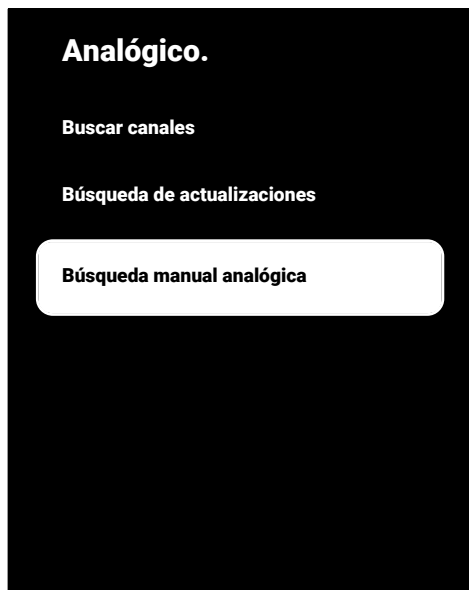 Analógico.
Buscar canales
Búsqueda de actualizaciones
Búsqueda manual analógica